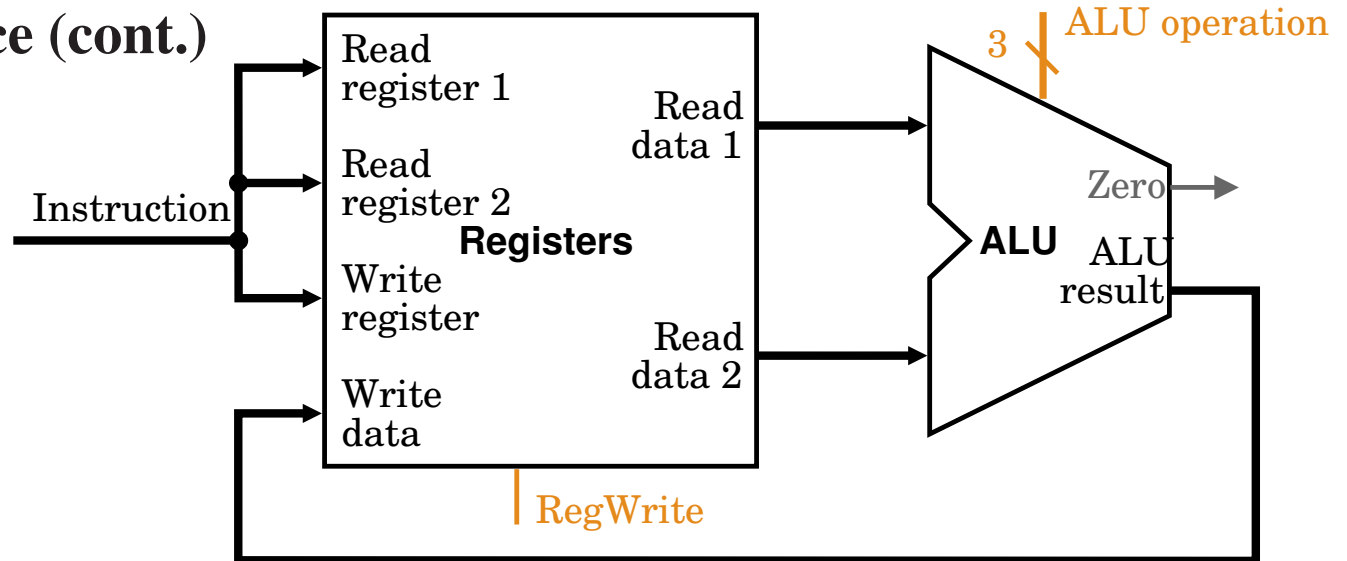 ce (cont.)
3
ALU operation
Read
register 1
Read
data 1
Read
register 2
Instruction
Registers
Zero
ALU
ALU
result
Write
register
Read
data 2
Write
data
RegWrite